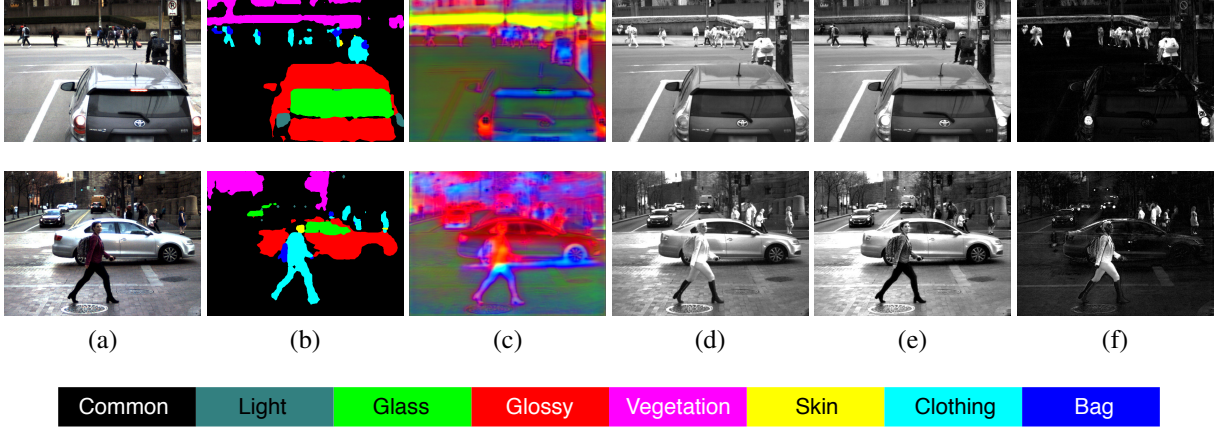 (a)
(b)
(c)
(d)
(e)
(f)
Common
Light
Glass
Glossy
Vegetation
Skin
Clothing
Bag